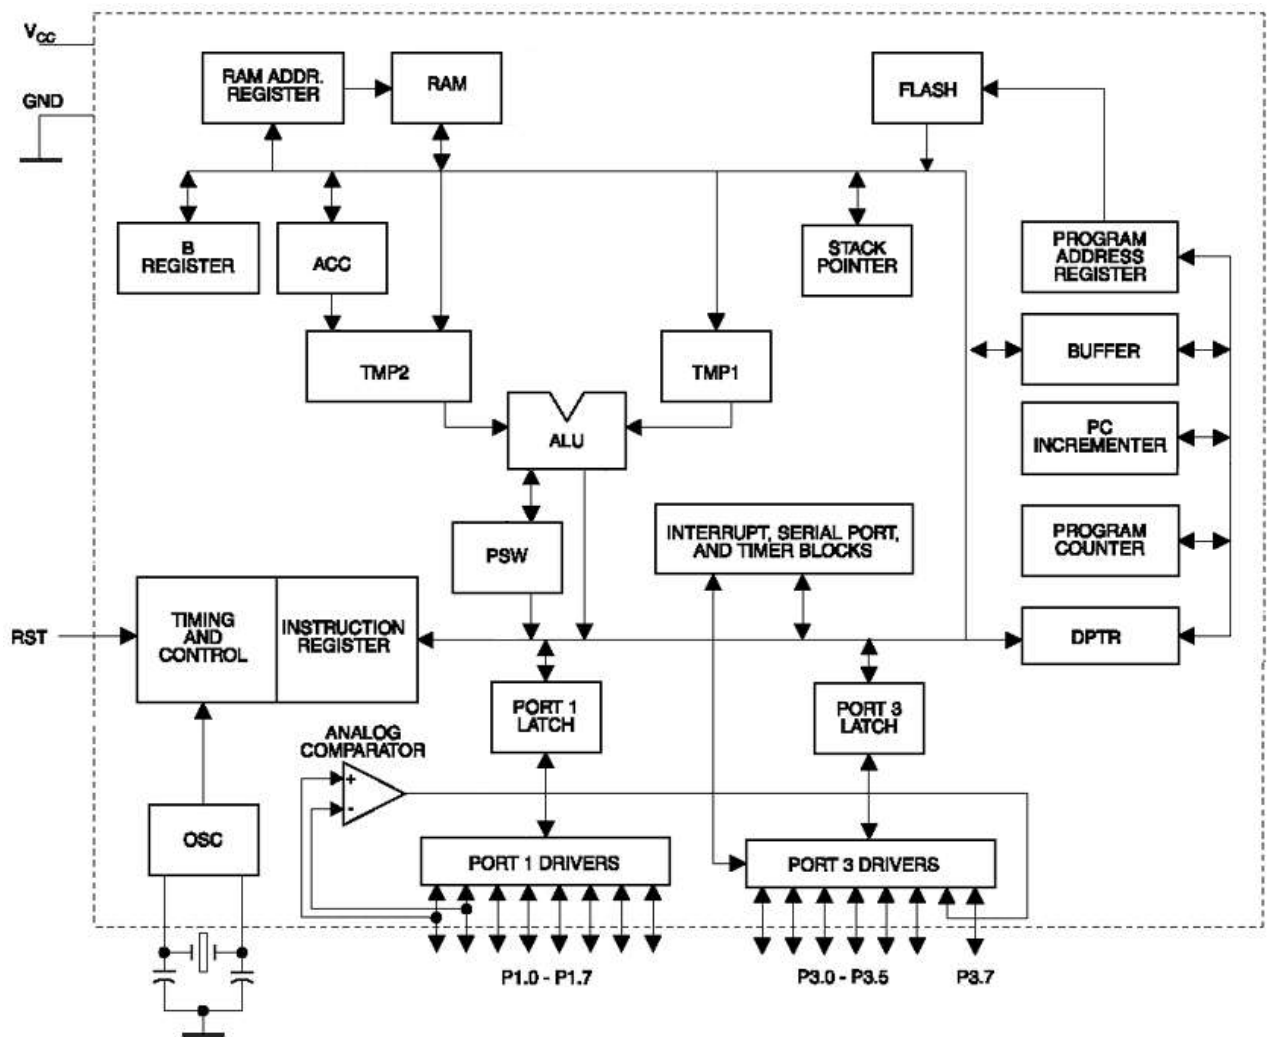 V_CC
GND
RAM ADDR.
REGISTER
RAM
FLASH
B
REGISTER
ACC
STACK
POINTER
PROGRAM
ADDRESS
REGISTER
BUFFER
TMP2
TMP1
ALU
PC
INCREMENTER
PSW
INTERRUPT, SERIAL PORT,
AND TIMER BLOCKS
PROGRAM
COUNTER
RST
TIMING
AND
CONTROL
INSTRUCTION
REGISTER
DPTR
PORT 1
LATCH
PORT 3
LATCH
ANALOG
COMPARATOR
+
-
OSC
PORT 1 DRIVERS
PORT 3 DRIVERS
P1.0 - P1.7
P3.0 - P3.5
P3.7